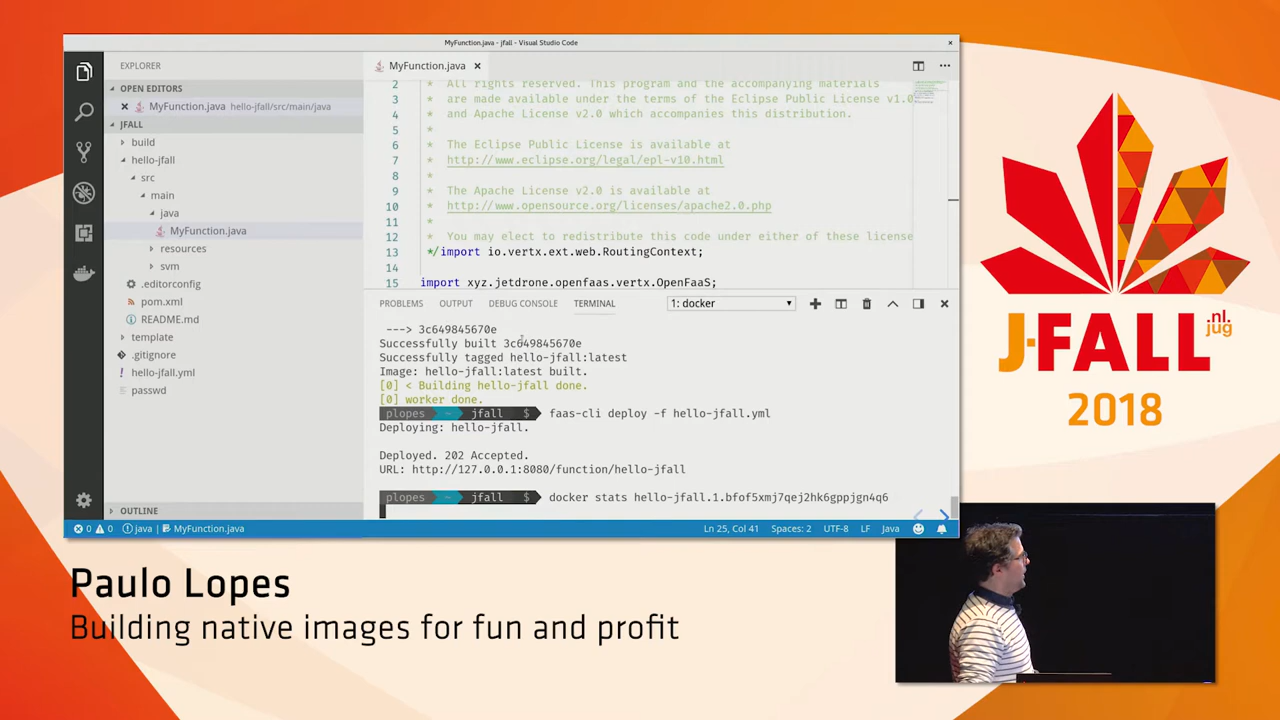 MyFunction.java - jfall - Visual Studio Code
EXPLORER
OPEN EDITORS
MyFunction.java hello-jfall/src/main/java
JFALL
build
hello-jfall
src
main
java
MyFunction.java
resources
svm
.editorconfig
pom.xml
README.md
template
.gitignore
hello-jfall.yml
passwd
OUTLINE
MyFunction.java
2 * All rights reserved. This program and the accompanying materials
3 * are made available under the terms of the Eclipse Public License v1.0
4 * and Apache License v2.0 which accompanies this distribution.
5 *
6 * The Eclipse Public License is available at
7 * http://www.eclipse.org/legal/epl-v10.html
8 *
9 * The Apache License v2.0 is available at
10 * http://www.opensource.org/licenses/apache2.0.php
11 *
12 * You may elect to redistribute this code under either of these license
13 */import io.vertx.ext.web.RoutingContext;
14
15 import xyz.jetdrone.openfaas.vertx.OpenFaaS;
PROBLEMS OUTPUT DEBUG CONSOLE TERMINAL 1: docker
---> 3c649845670e
Successfully built 3c649845670e
Successfully tagged hello-jfall:latest
Image: hello-jfall:latest built.
[0] < Building hello-jfall done.
[0] worker done.
plopes ~ jfall $ faas-cli deploy -f hello-jfall.yml
Deploying: hello-jfall.
Deployed. 202 Accepted.
URL: http://127.0.0.1:8080/function/hello-jfall
plopes ~ jfall $ docker stats hello-jfall.1.bfof5xmj7qej2hk6gppjgn4q6
0 0 java MyFunction.java Ln 25, Col 41 Spaces: 2 UTF-8 LF Java
J-FALL
nl.
jug
2018
Paulo Lopes
Building native images for fun and profit